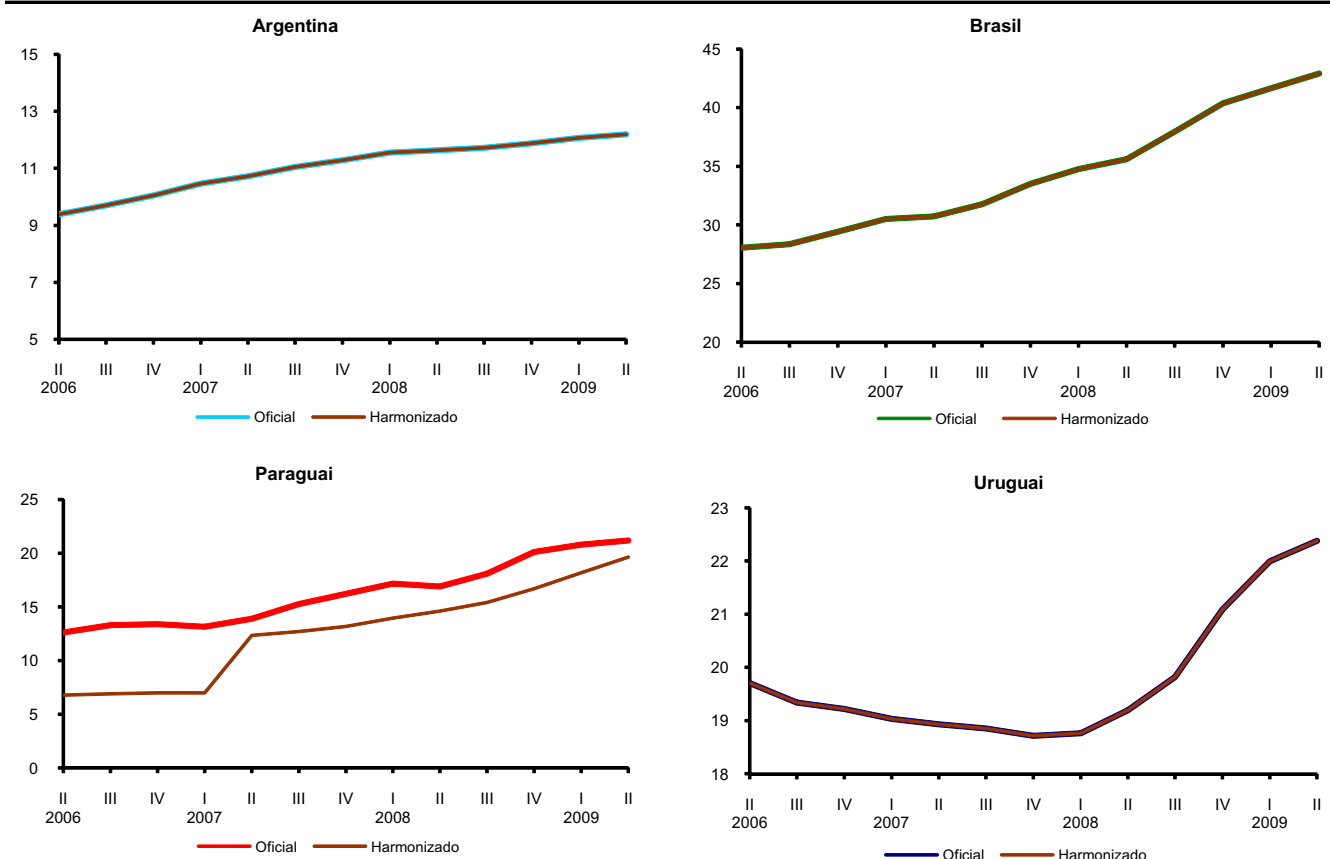 Argentina
15
13
11
9
7
5
II III IV I II III IV I II III IV I II
2006 2007 2008 2009
Oficial Harmonizado
Brasil
45
40
35
30
25
20
II III IV I II III IV I II III IV I II
2006 2007 2008 2009
Oficial Harmonizado
Paraguai
25
20
15
10
5
0
II III IV I II III IV I II III IV I II
2006 2007 2008 2009
Oficial Harmonizado
Uruguai
23
22
21
20
19
18
II III IV I II III IV I II III IV I II
2006 2007 2008 2009
Oficial Harmonizado